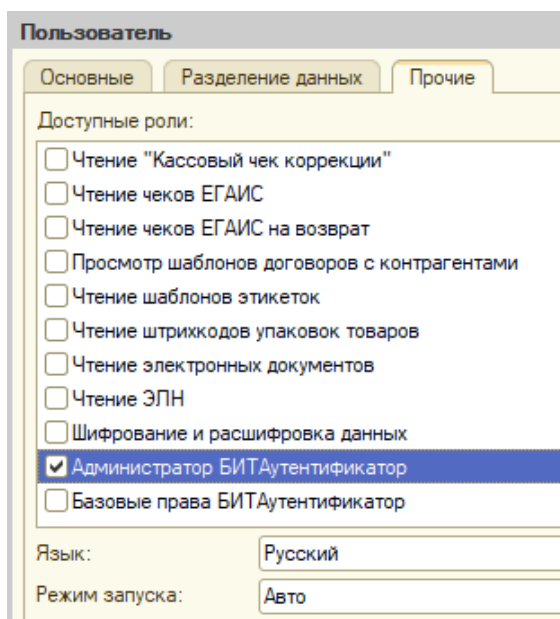 Пользователь
Основные Разделение данных Прочие
Доступные роли:
Чтение "Кассовый чек коррекции"
Чтение чеков ЕГАИС
Чтение чеков ЕГАИС на возврат
Просмотр шаблонов договоров с контрагентами
Чтение шаблонов этикеток
Чтение штрихкодов упаковок товаров
Чтение электронных документов
Чтение ЭЛН
Шифрование и расшифровка данных
Администратор БИТАутентификатор
Базовые права БИТАутентификатор
Язык: Русский
Режим запуска: Авто